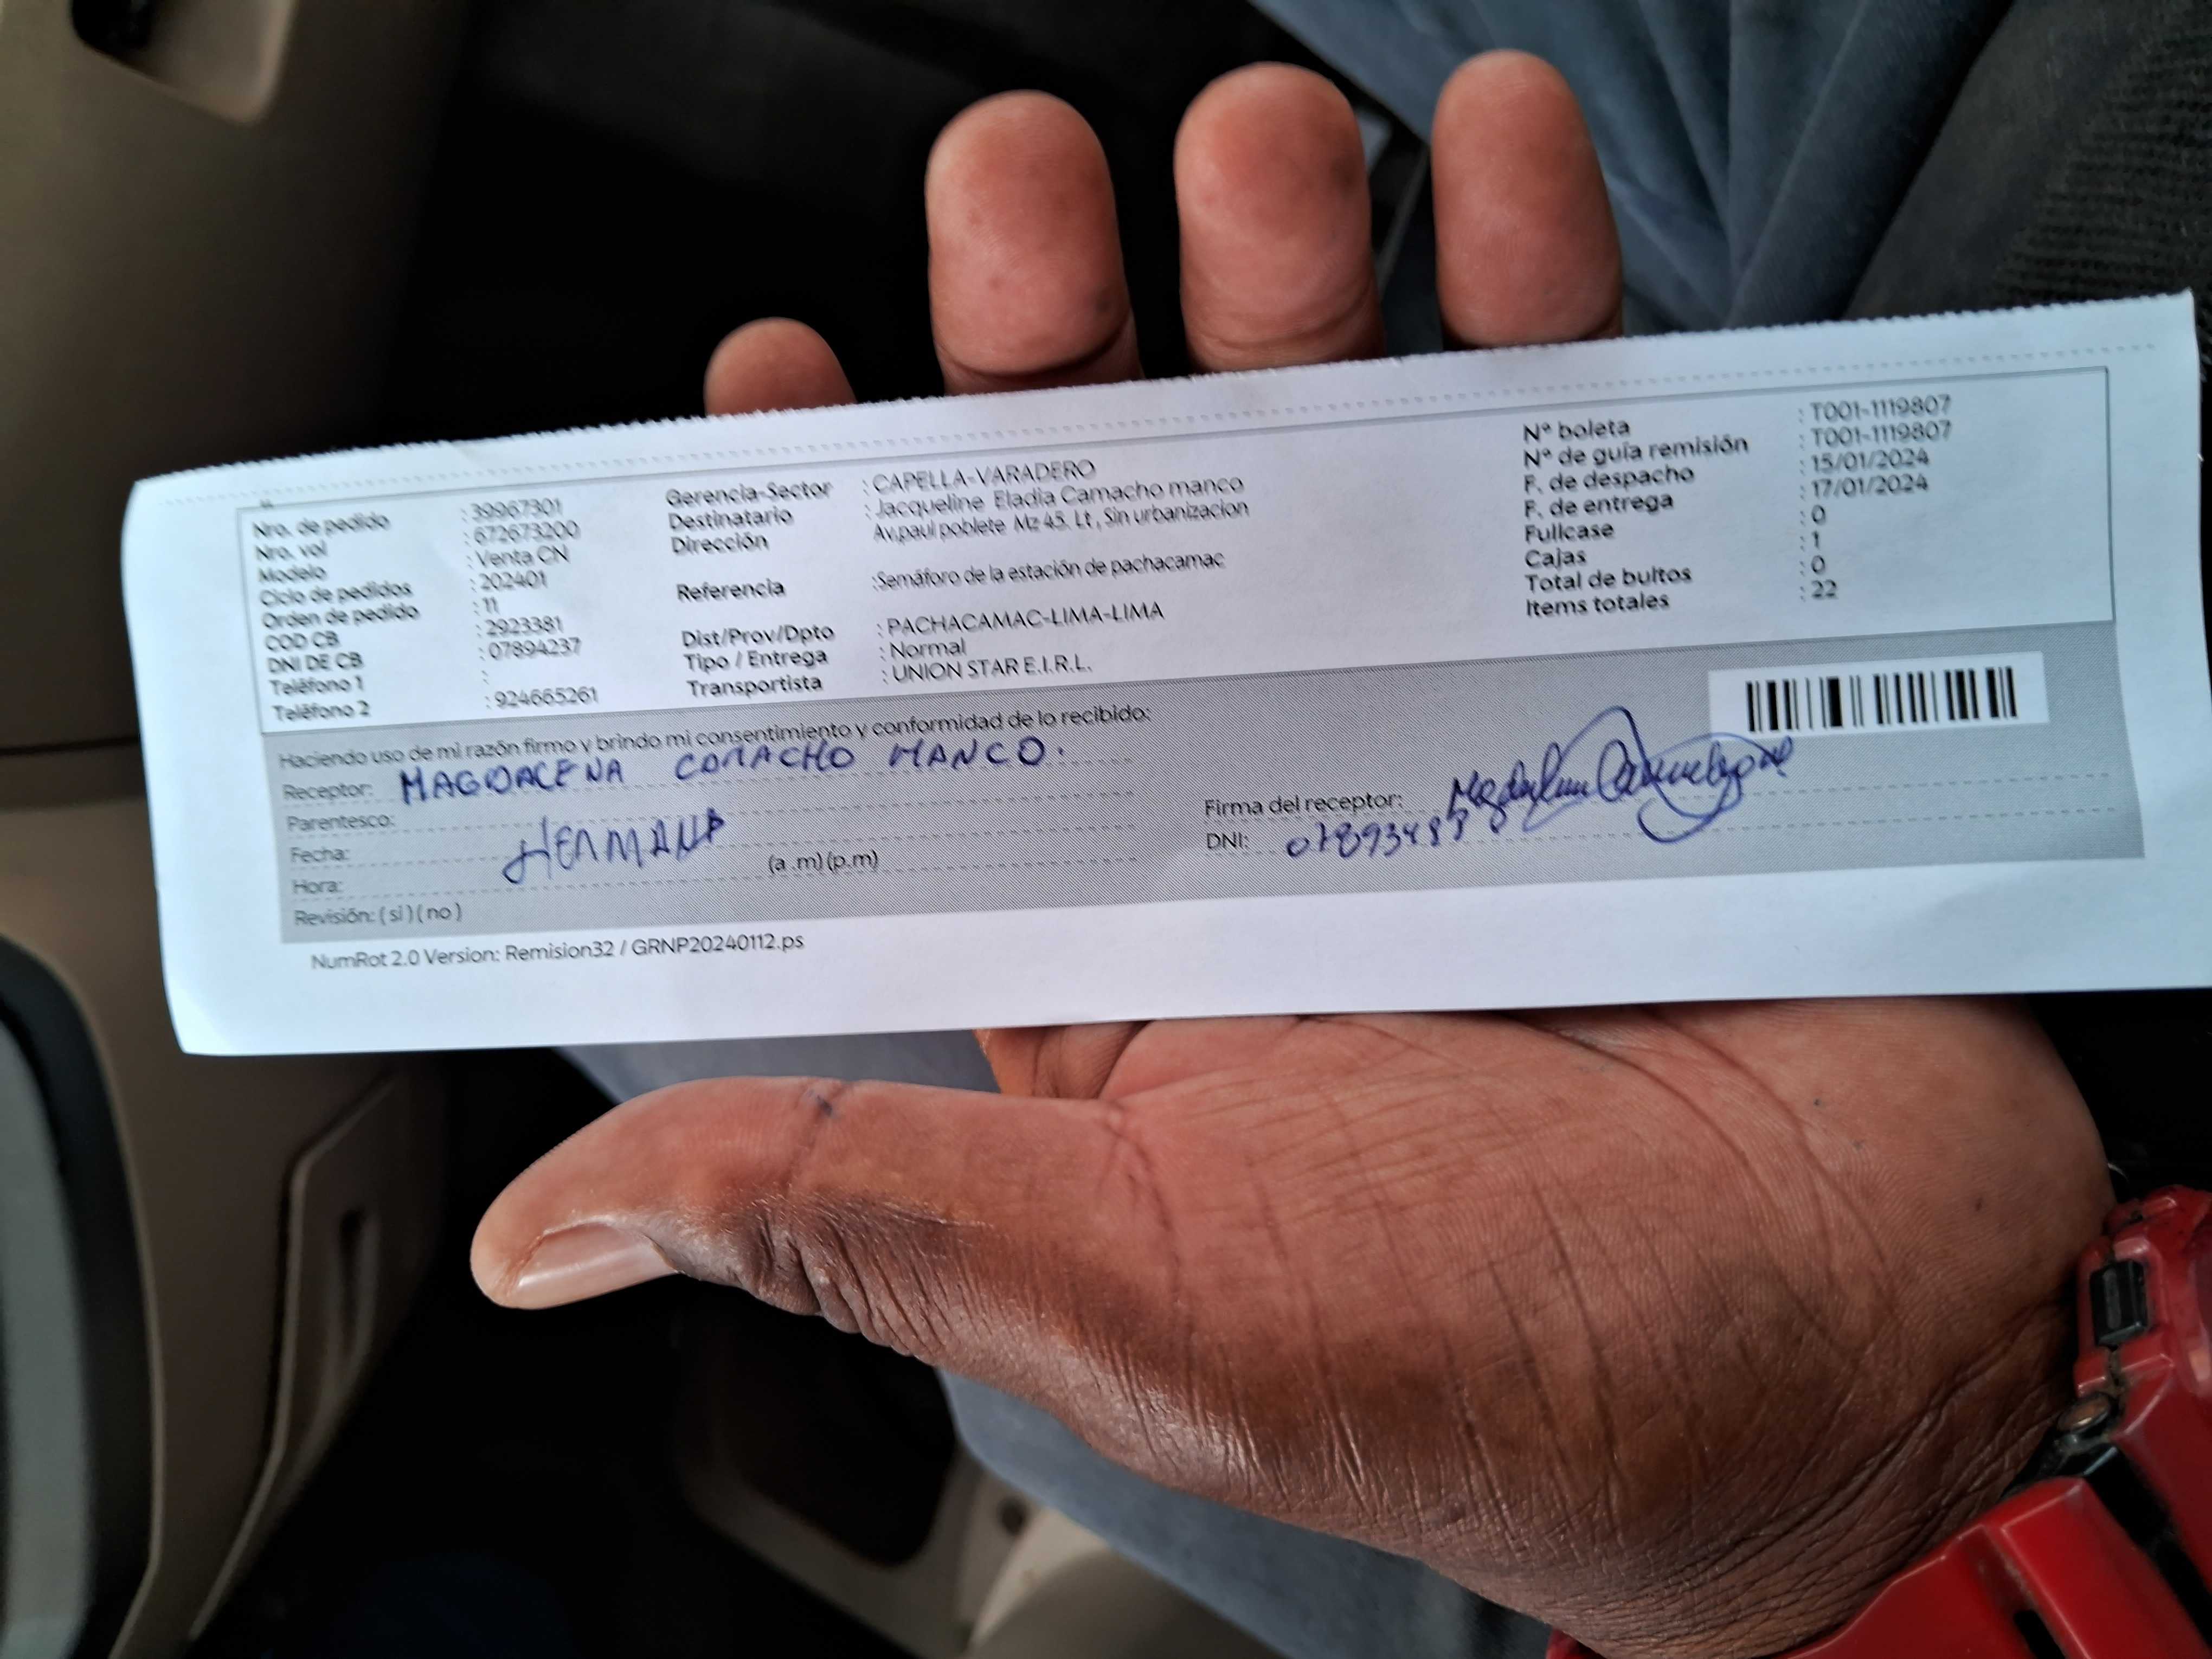 Nro. de pedido : 39967301
Nro. vol : 672673200
Modelo : Venta CN
Ciclo de pedidos : 202401
Orden de pedido : 11
COD CB : 2923381
DNI DE CB : 07894237
Teléfono 1 :
Teléfono 2 : 924665261
Gerencia-Sector : CAPELLA-VARADERO
Destinatario : Jacqueline Eladia Camacho manco
Dirección Av.paul poblete Mz 45. Lt , Sin urbanizacion
Referencia :Semáforo de la estación de pachacamac
Dist/Prov/Dpto : PACHACAMAC-LIMA-LIMA
Tipo / Entrega : Normal
Transportista : UNION STAR E.I.R.L.
Nº boleta : T001-1119807
Nº de guía remisión : T001-1119807
F. de despacho : 15/01/2024
F. de entrega : 17/01/2024
Fullcase : 0
Cajas : 1
Total de bultos : 0
Items totales : 22
Haciendo uso de mi razón firmo y brindo mi consentimiento y conformidad de lo recibido:
Receptor: MAGDALENA CAMACHO MANCO.
Parentesco: HERMANA
Fecha:
Hora: (a .m) (p.m)
Revisión: ( si ) ( no )
Firma del receptor:
DNI:
NumRot 2.0 Version: Remision32 / GRNP20240112.ps